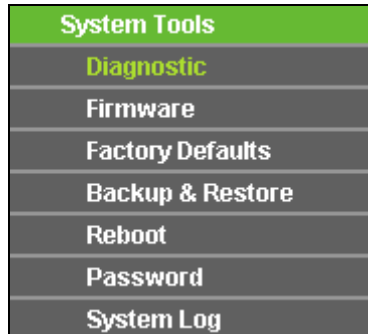 System Tools
Diagnostic
Firmware
Factory Defaults
Backup & Restore
Reboot
Password
System Log